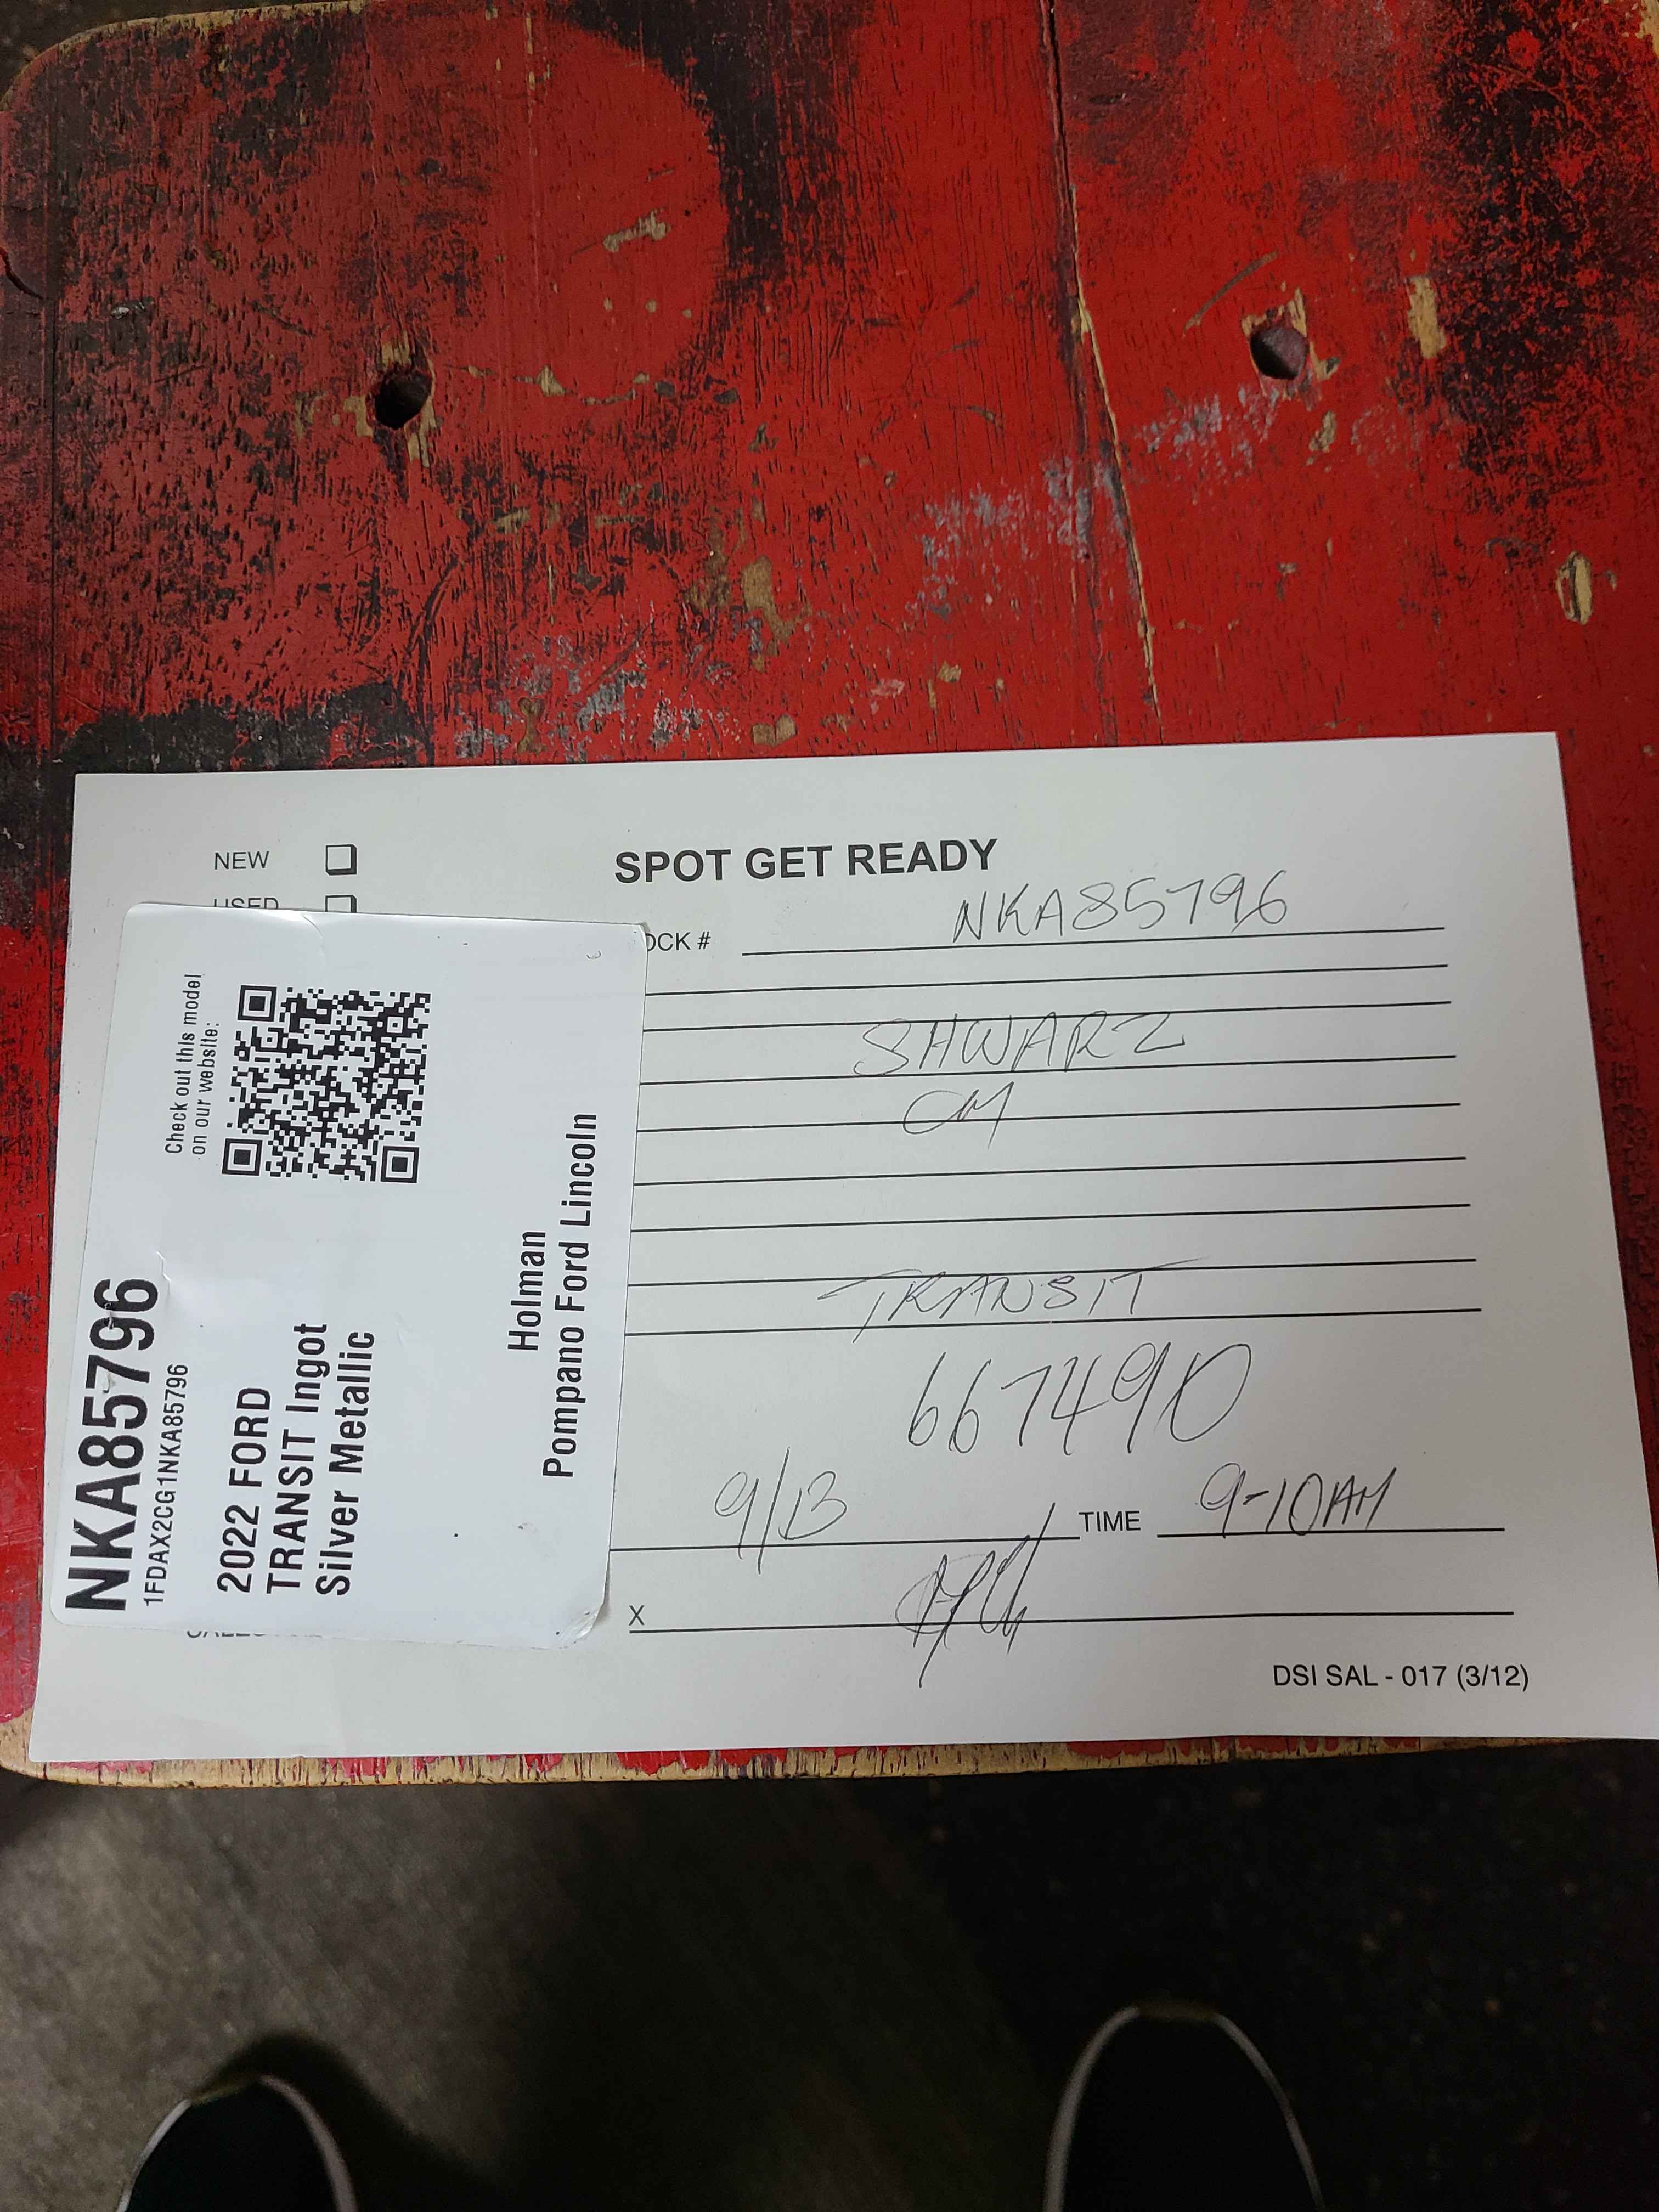 NEW
USED
SPOT GET READY
OCK # NKA85796
SHWARZ
CM
TRANSIT
667490
9/13 TIME 9-10AM
X
DSI SAL - 017 (3/12)
NKA85796
1FDAX2CG1NKA85796
Check out this model
on our website:
2022 FORD
TRANSIT Ingot
Silver Metallic
Holman
Pompano Ford Lincoln